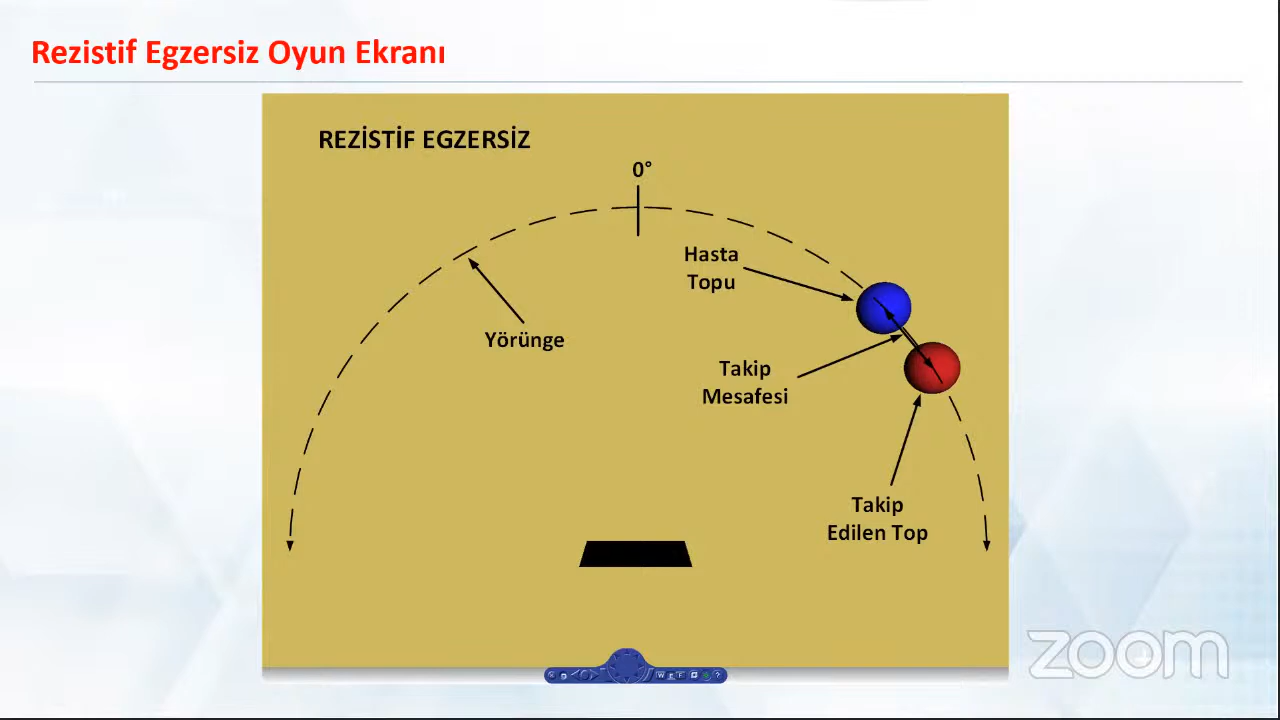 Rezistif Egzersiz Oyun Ekranı
REZİSTİF EGZERSİZ
0°
Hasta
Topu
Yörünge
Takip
Mesafesi
Takip
Edilen Top
zoom